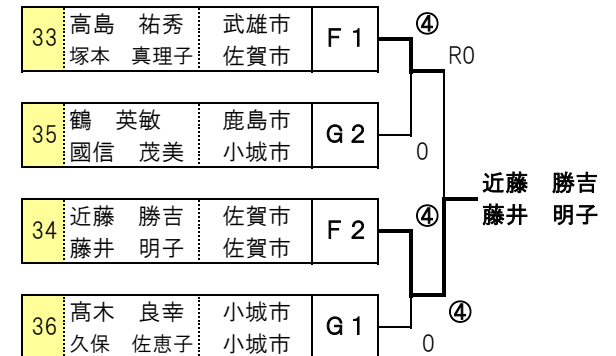 33 高島　祐秀 武雄市 F 1 ④
塚本　真理子 佐賀市
R0
35 鶴　英敏 鹿島市 G 2
國信　茂美 小城市 0
近藤　勝吉
藤井　明子
34 近藤　勝吉 佐賀市 F 2 ④
藤井　明子 佐賀市
36 髙木　良幸 小城市 G 1 ④
久保　佐恵子 小城市 0